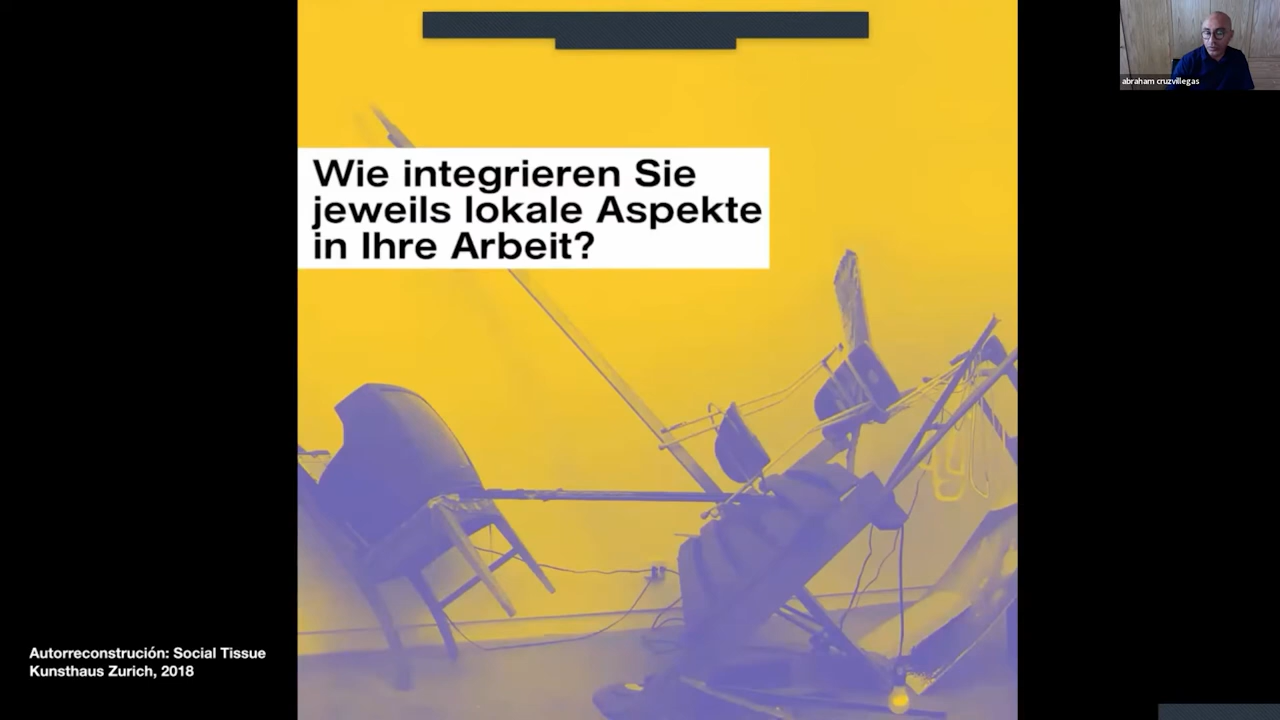 abraham cruzvillegas
Wie integrieren Sie
jeweils lokale Aspekte
in Ihre Arbeit?
Autorreconstrución: Social Tissue
Kunsthaus Zurich, 2018